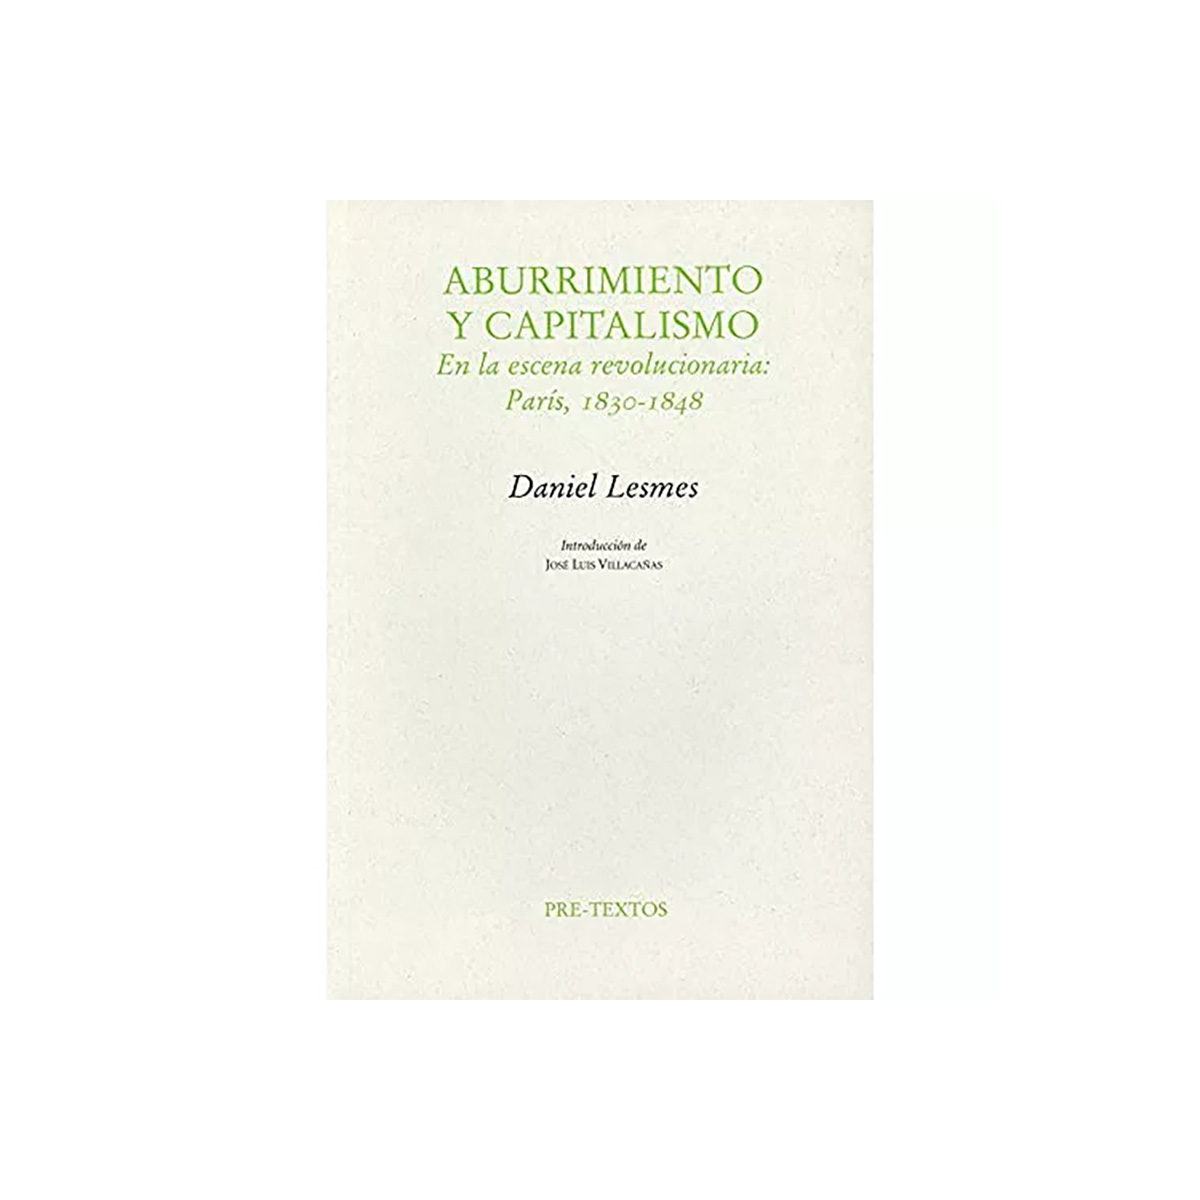 ABURRIMIENTO
Y CAPITALISMO
En la escena revolucionaria:
París, 1830-1848
Daniel Lesmes
Introducción de
José Luis Villacañas
PRE-TEXTOS